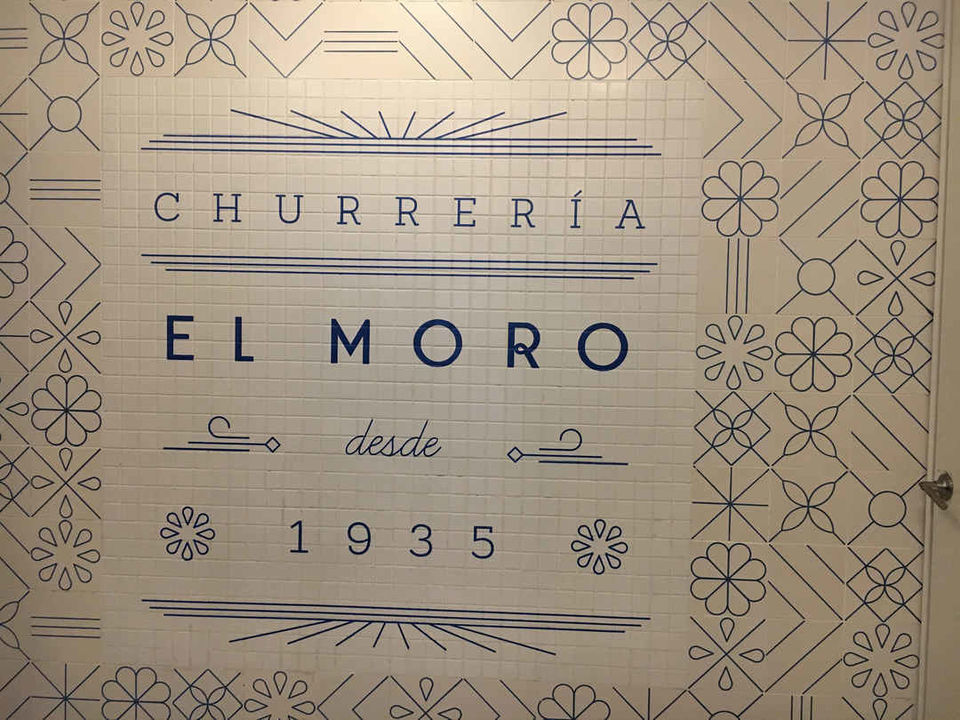 CHURRERÍA
EL MORO
desde
1935